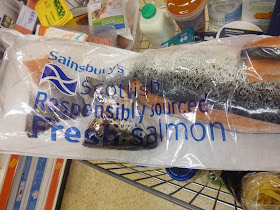 Sainsbury's
Scottish
Responsibly sourced
Fresh salmon